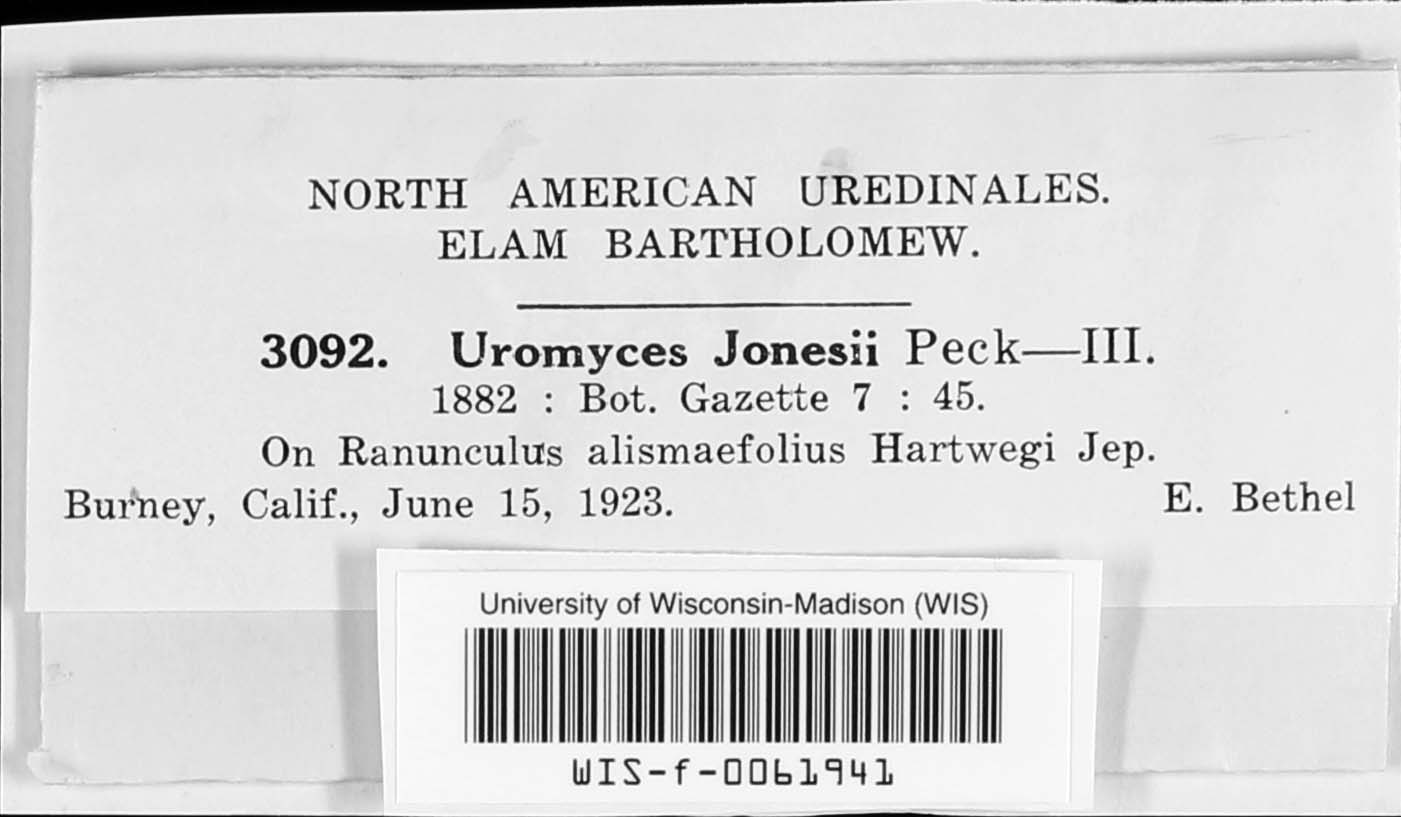 NORTH AMERICAN UREDINALES.
ELAM BARTHOLOMEW.
3092. Uromyces Jonesii Peck—III.
1882 : Bot. Gazette 7 : 45.
On Ranunculus alismaefolius Hartwegi Jep.
Burney, Calif., June 15, 1923. E. Bethel
University of Wisconsin-Madison (WIS)
WIS-f-0061941